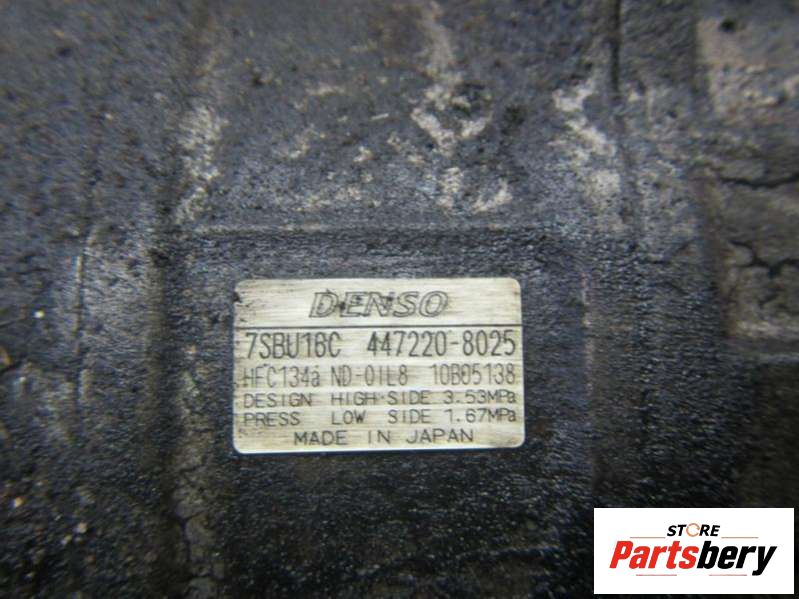 DENSO
7SBU16C 447220-8025
HFC134a ND-OIL8 10B05138
DESIGN HIGH SIDE 3.53MPa
PRESS LOW SIDE 1.67MPa
MADE IN JAPAN
STORE
Partsbery